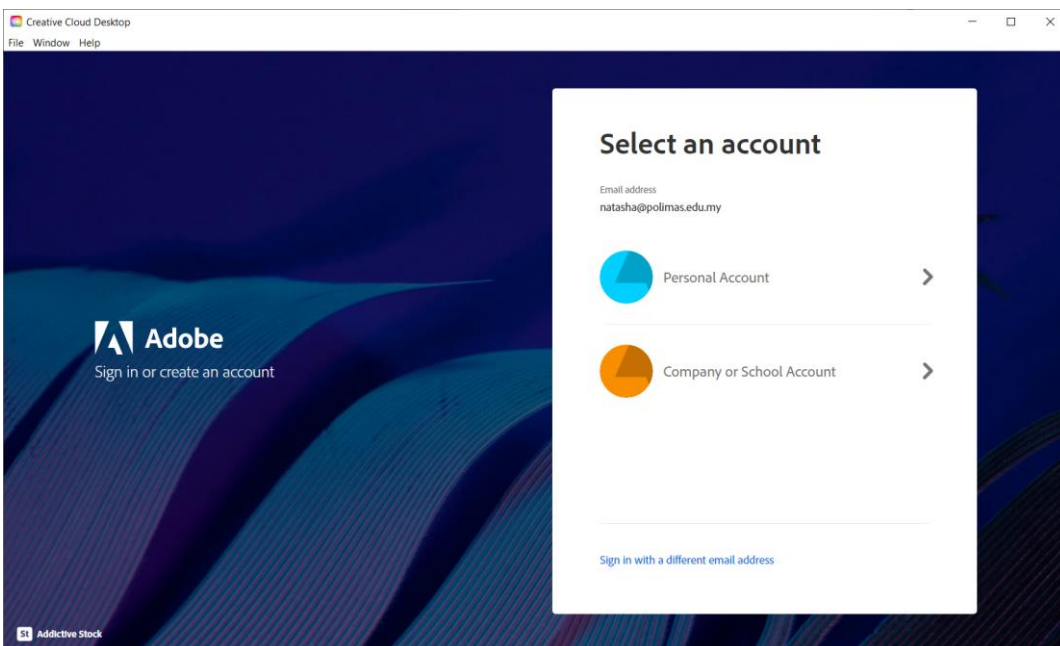 Creative Cloud Desktop
File Window Help
Select an account
Email address
natasha@polimas.edu.my
Personal Account
Adobe
Sign in or create an account
Company or School Account
Sign in with a different email address
St Addictive Stock